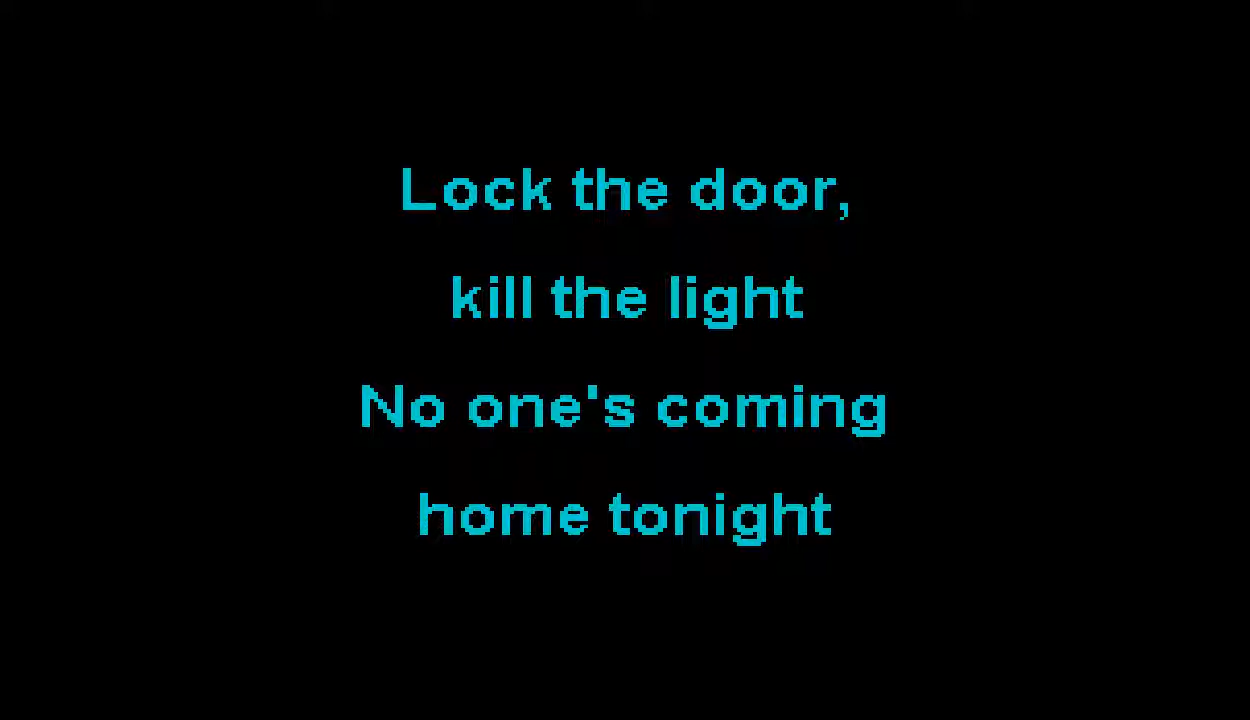 Lock the door,
kill the light
No one's coming
home tonight